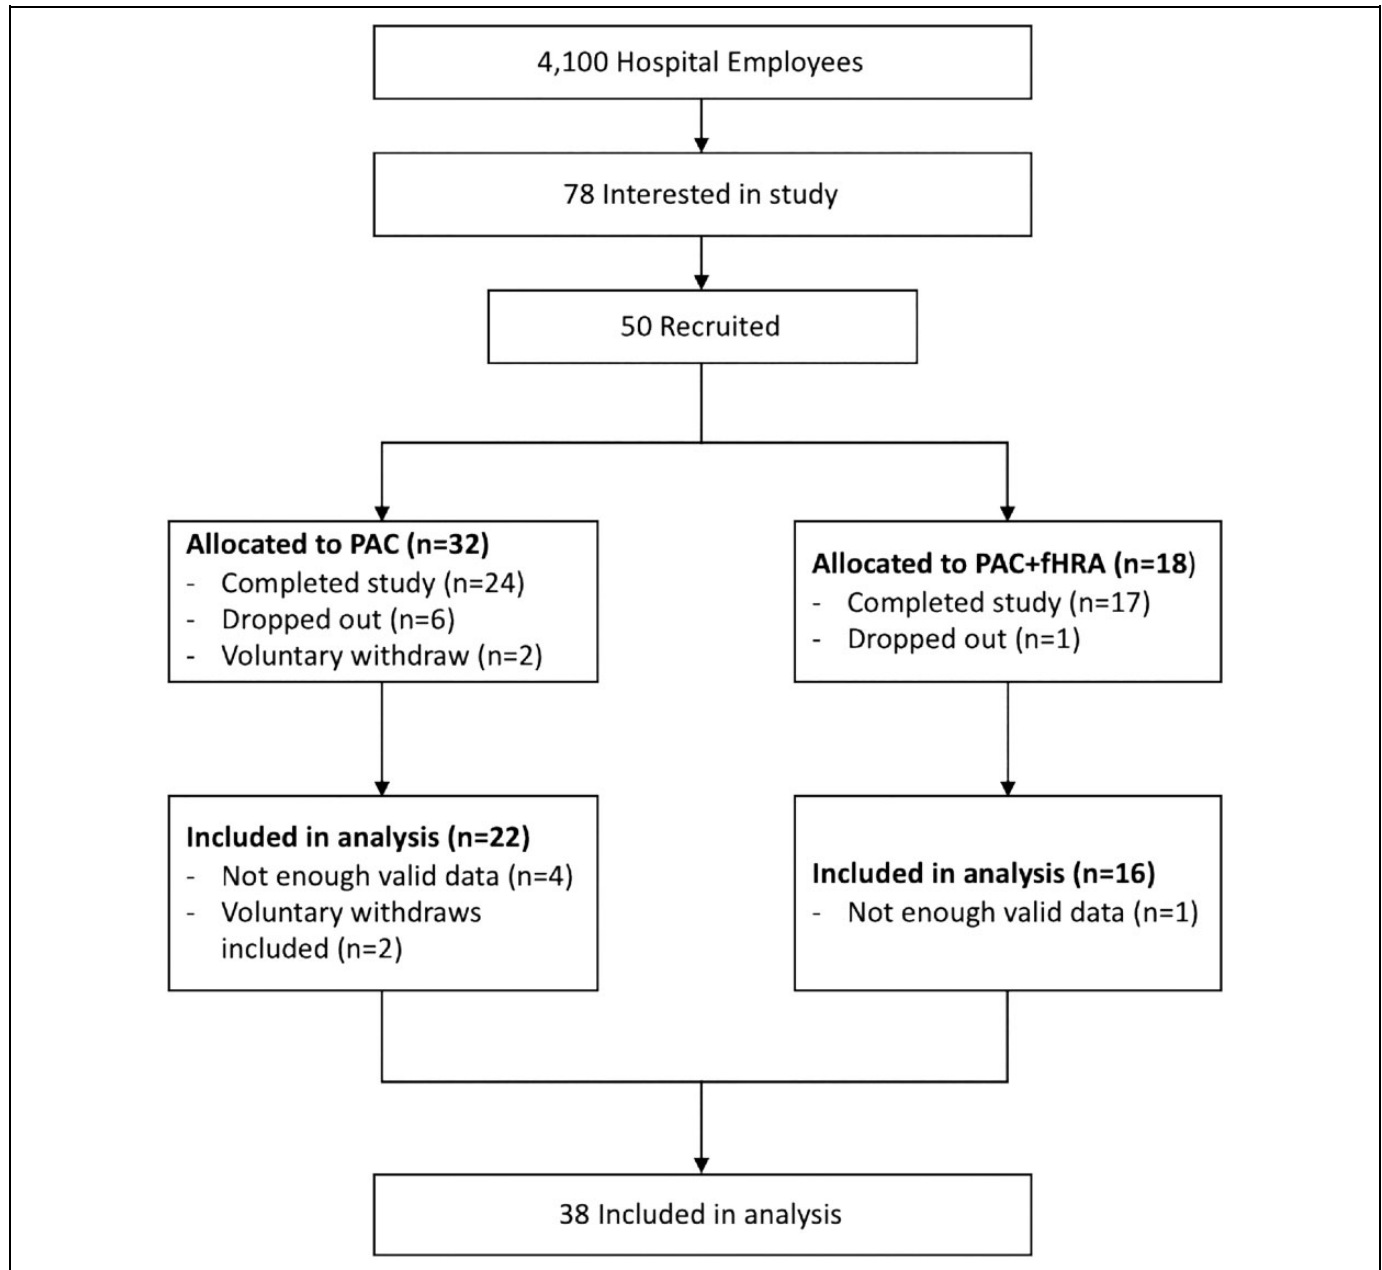 4,100 Hospital Employees
78 Interested in study
50 Recruited
Allocated to PAC (n=32)
- Completed study (n=24)
- Dropped out (n=6)
- Voluntary withdraw (n=2)
Allocated to PAC+fHRA (n=18)
- Completed study (n=17)
- Dropped out (n=1)
Included in analysis (n=22)
- Not enough valid data (n=4)
- Voluntary withdraws
included (n=2)
Included in analysis (n=16)
- Not enough valid data (n=1)
38 Included in analysis